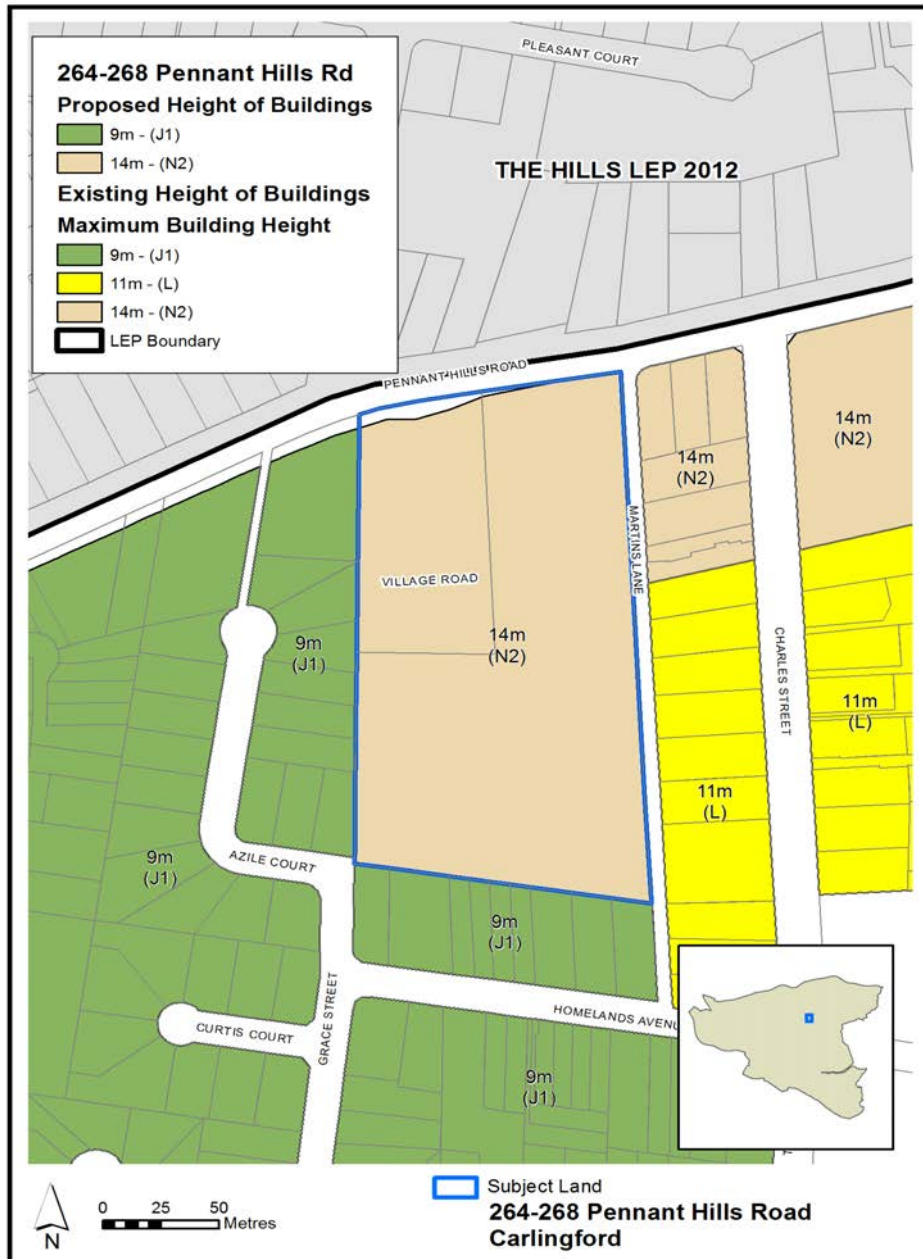 264-268 Pennant Hills Rd
Proposed Height of Buildings
9m - (J1)
14m - (N2)
Existing Height of Buildings
Maximum Building Height
9m - (J1)
11m - (L)
14m - (N2)
LEP Boundary
PLEASANT COURT
THE HILLS LEP 2012
PENNANT HILLS ROAD
14m
(N2)
14m
(N2)
MARTINS LANE
VILLAGE ROAD
9m
(J1)
14m
(N2)
CHARLES STREET
11m
(L)
11m
(L)
AZILE COURT
9m
(J1)
9m
(J1)
GRACE STREET
CURTIS COURT
HOMELANDS AVENU
9m
(J1)
N
0 25 50
Metres
Subject Land
264-268 Pennant Hills Road
Carlingford